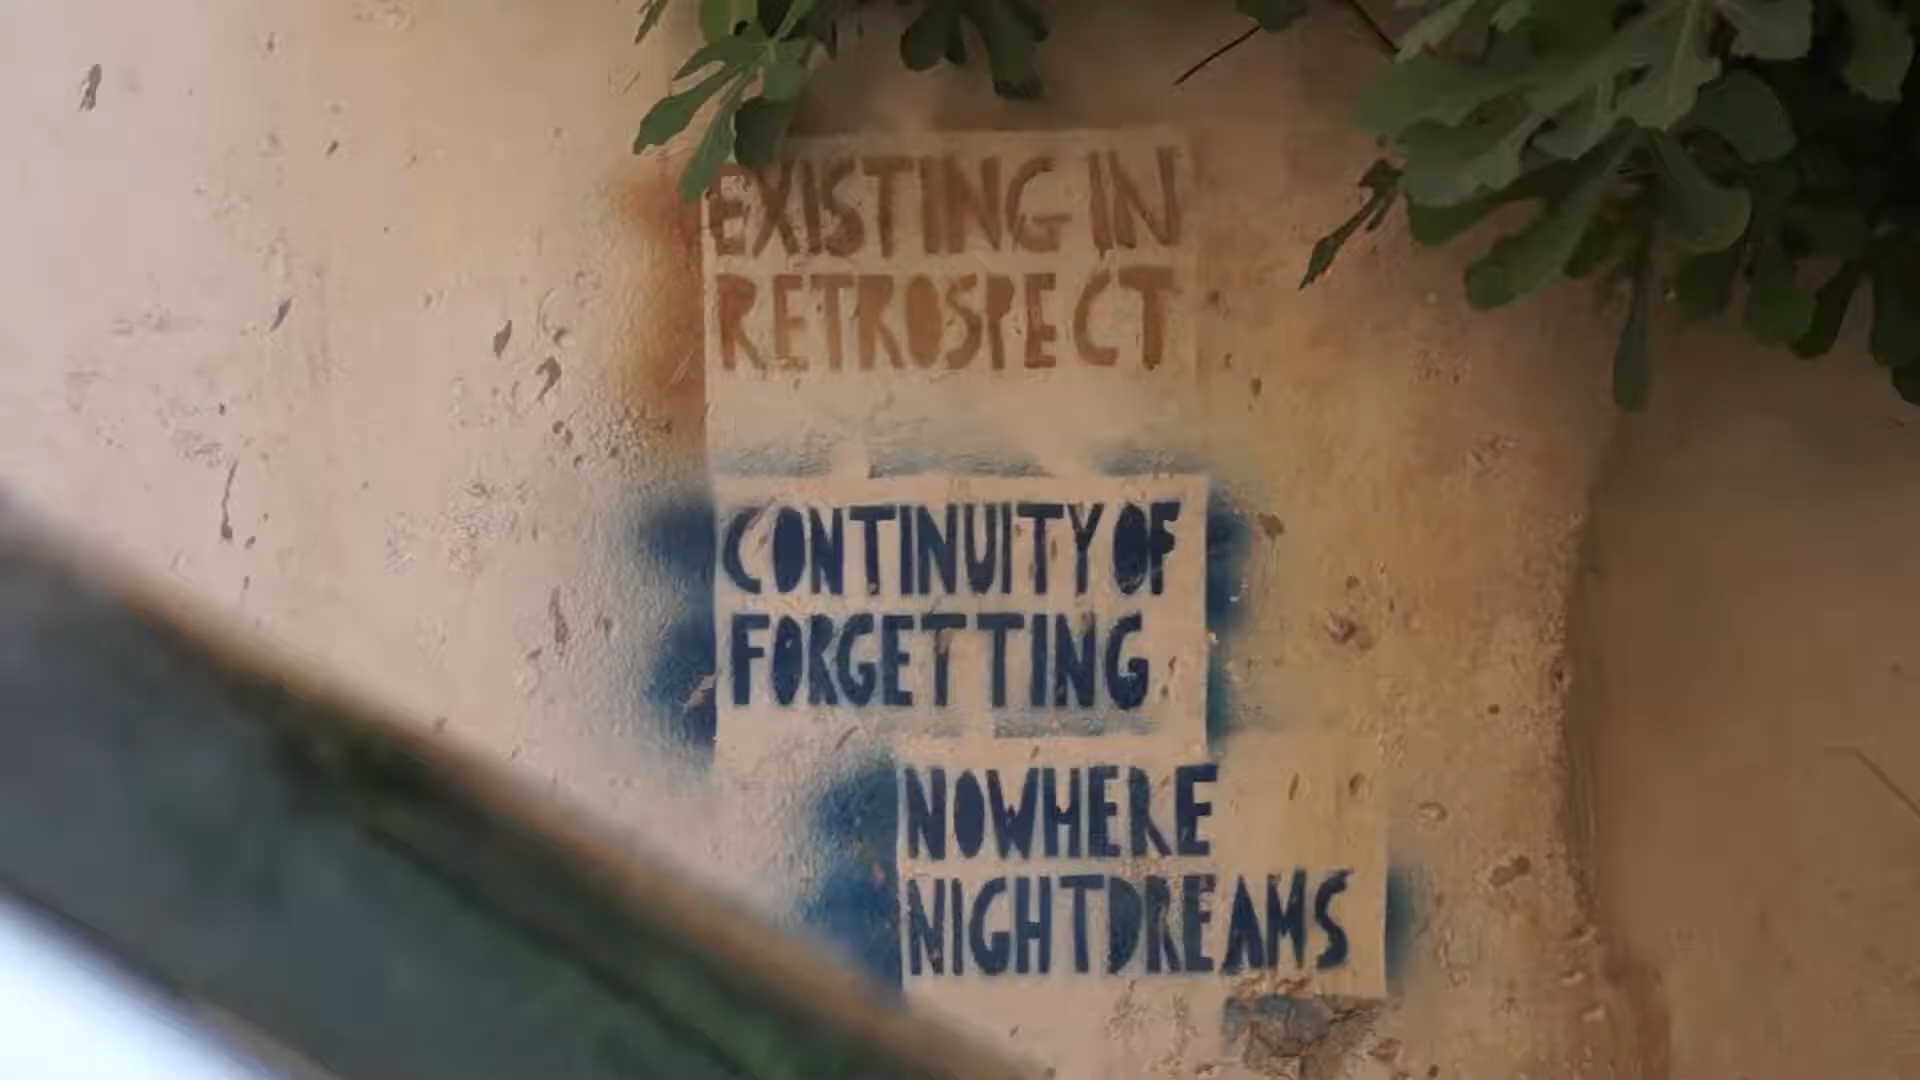 EXISTING IN
RETROSPECT
CONTINUITY OF
FORGETTING
NOWHERE
NIGHTDREAMS